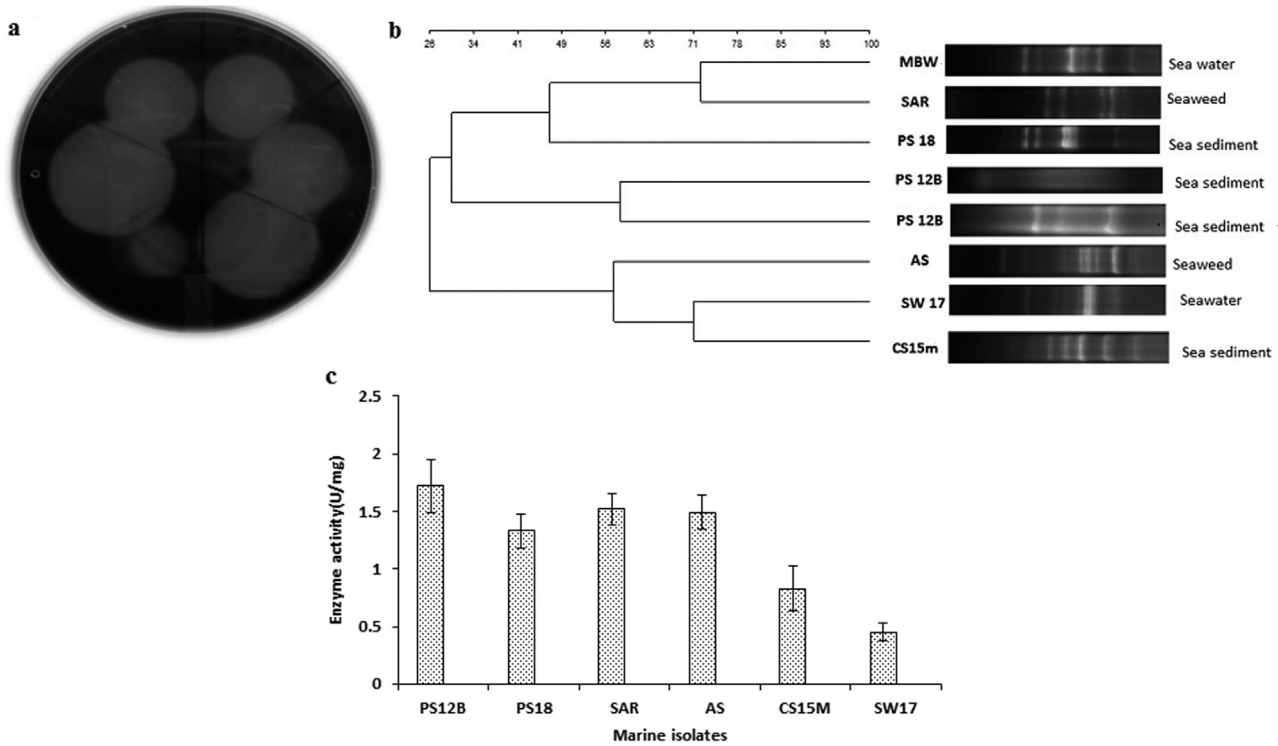 a
b
26 34 41 49 56 63 71 78 85 93 100
MBW Sea water
SAR Seaweed
PS 18 Sea sediment
PS 12B Sea sediment
PS 12B Sea sediment
AS Seaweed
SW 17 Seawater
CS15m Sea sediment
c
2.5
2
1.5
1
0.5
0
Enzyme activity(U/mg)
PS12B PS18 SAR AS CS15M SW17
Marine isolates